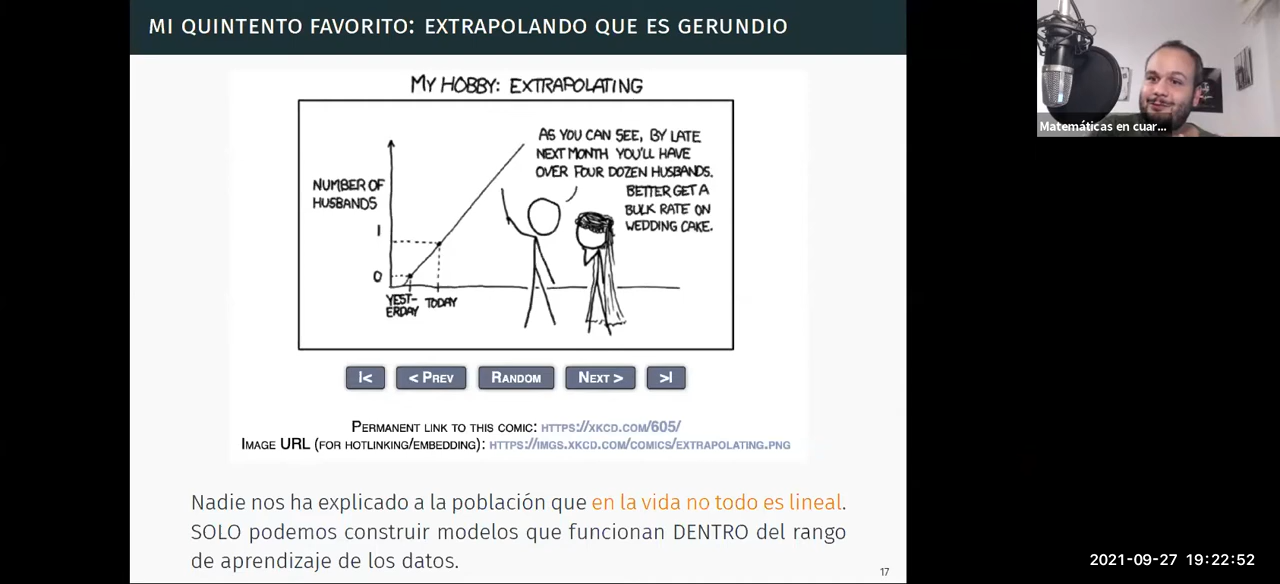 MI QUINTENTO FAVORITO: EXTRAPOLANDO QUE ES GERUNDIO
MY HOBBY: EXTRAPOLATING
AS YOU CAN SEE, BY LATE
NEXT MONTH YOU'LL HAVE
OVER FOUR DOZEN HUSBANDS.
BETTER GET A
BULK RATE ON
WEDDING CAKE.
NUMBER OF
HUSBANDS
1
0
YEST-
ERDAY
TODAY
|<
< PREV
RANDOM
NEXT >
>|
PERMANENT LINK TO THIS COMIC: HTTPS://XKCD.COM/605/
IMAGE URL (FOR HOTLINKING/EMBEDDING): HTTPS://IMGS.XKCD.COM/COMICS/EXTRAPOLATING.PNG
Nadie nos ha explicado a la población que en la vida no todo es lineal.
SOLO podemos construir modelos que funcionan DENTRO del rango
de aprendizaje de los datos.
17
Matemáticas en cuar...
2021-09-27 19:22:52